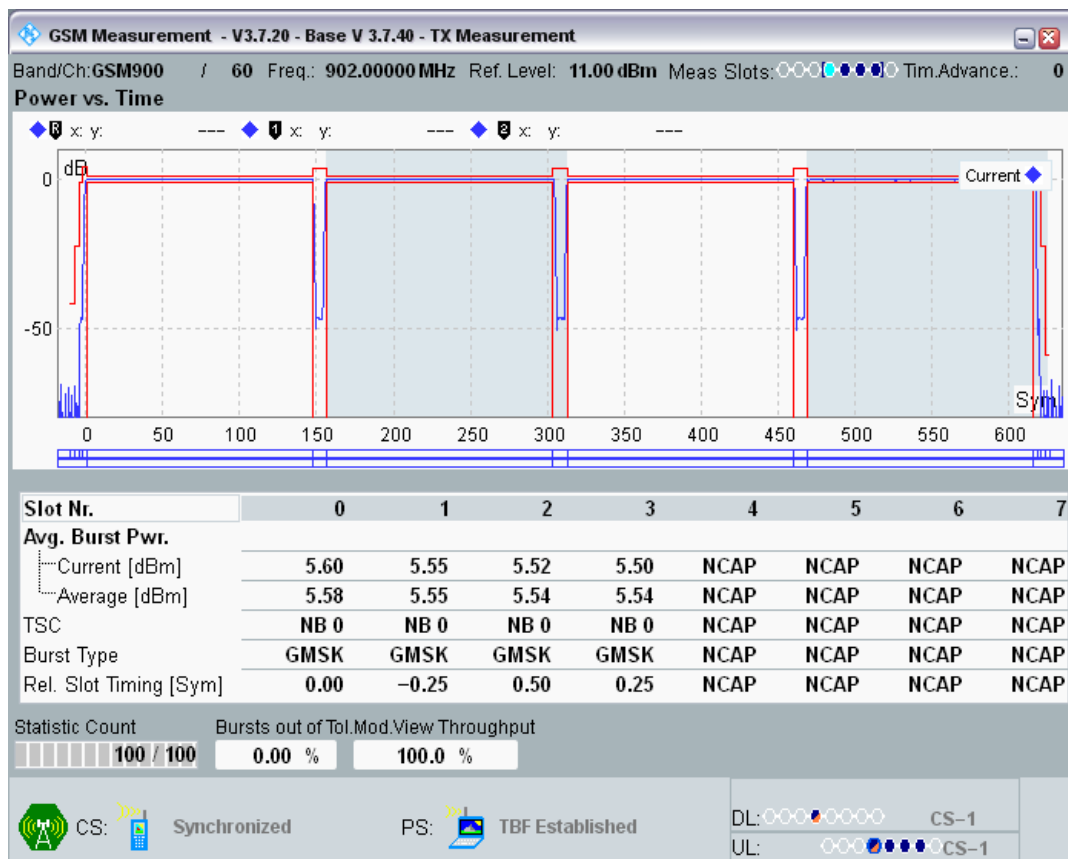 GSM Measurement - V3.7.20 - Base V 3.7.40 - TX Measurement
Band/Ch:GSM900 / 60 Freq.: 902.00000 MHz Ref. Level: 11.00 dBm Meas Slots: Tim.Advance.: 0
Power vs. Time
R x: y: --- 1 x: y: --- 2 x: y: ---
dB
Current
0
-50
Sym
0 50 100 150 200 250 300 350 400 450 500 550 600
Slot Nr. 0 1 2 3 4 5 6 7
Avg. Burst Pwr.
Current [dBm] 5.60 5.55 5.52 5.50 NCAP NCAP NCAP NCAP
Average [dBm] 5.58 5.55 5.54 5.54 NCAP NCAP NCAP NCAP
TSC NB 0 NB 0 NB 0 NB 0 NCAP NCAP NCAP NCAP
Burst Type GMSK GMSK GMSK GMSK NCAP NCAP NCAP NCAP
Rel. Slot Timing [Sym] 0.00 −0.25 0.50 0.25 NCAP NCAP NCAP NCAP
Statistic Count Bursts out of Tol.Mod.View Throughput
100 / 100 0.00 % 100.0 %
CS: Synchronized PS: TBF Established
DL: CS−1
UL: CS−1